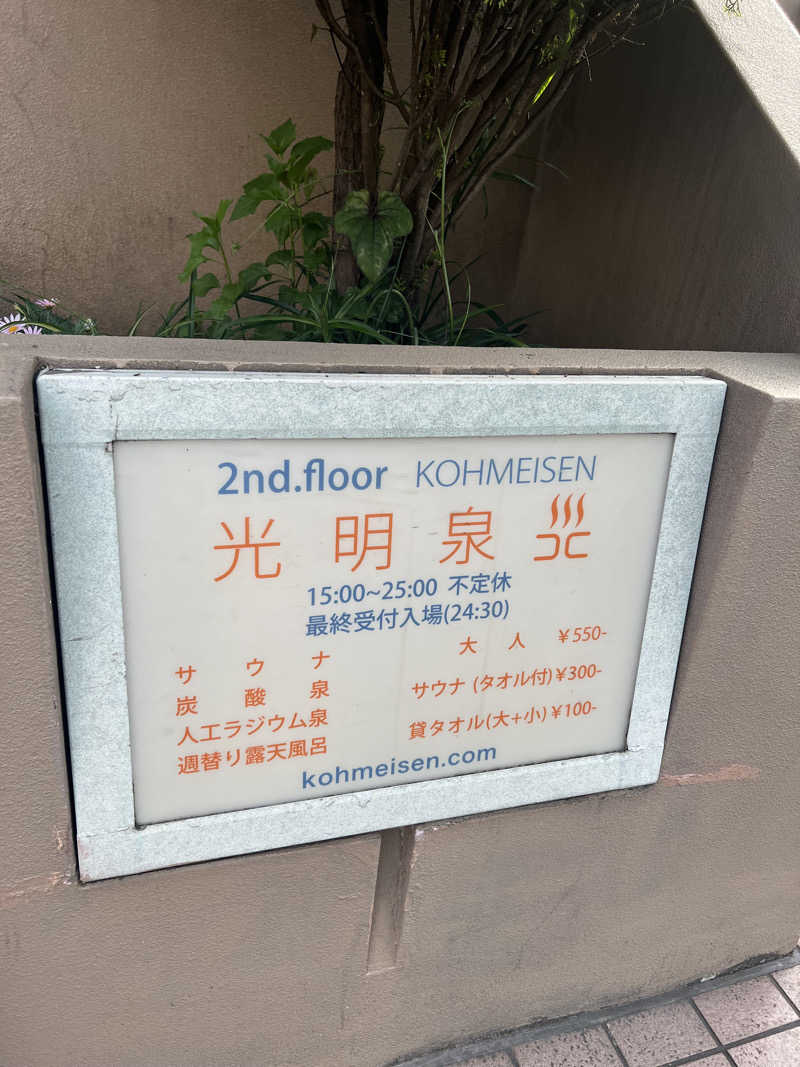 2nd.floor KOHMEISEN
光明泉
15:00~25:00 不定休
最終受付入場(24:30)
サウナ
炭酸泉
人工ラジウム泉
週替り露天風呂
大人 ¥550-
サウナ (タオル付)¥300-
貸タオル(大+小)¥100-
kohmeisen.com